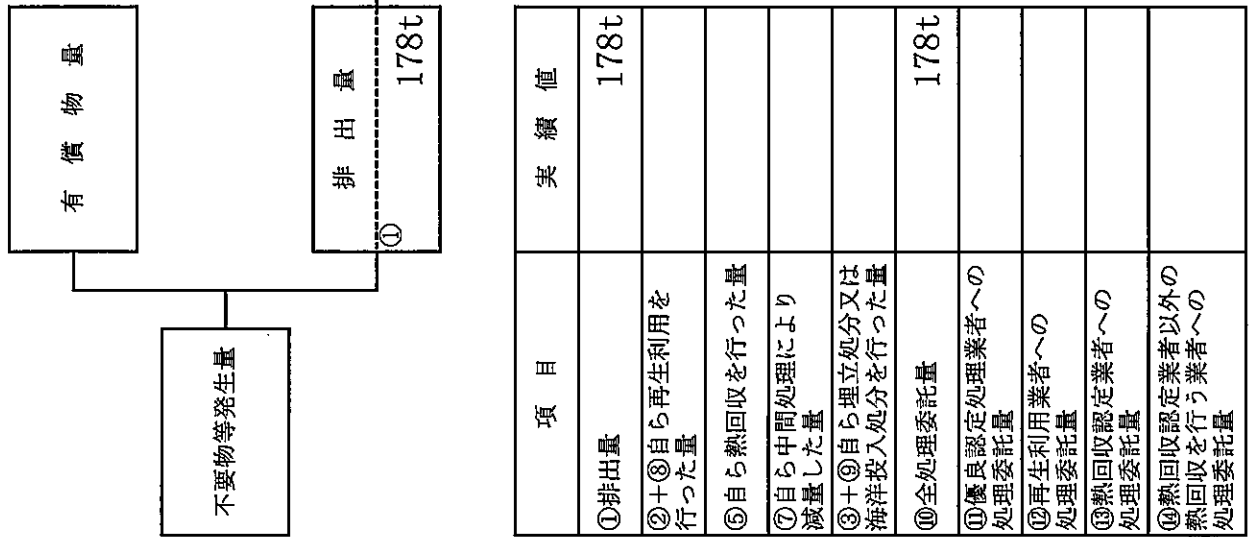 有償物量
排出量
①
178t
不要物等発生量
項目
実績値
①排出量
178t
②+⑧自ら再生利用を
行った量
⑤自ら熱回収を行った量
⑦自ら中間処理により
減量した量
③+⑨自ら埋立処分又は
海洋投入処分を行った量
⑩全処理委託量
178t
⑪優良認定処理業者への
処理委託量
⑫再生利用業者への
処理委託量
⑬熱回収認定業者への
処理委託量
⑭熱回収認定業者以外の
熱回収を行う業者への
処理委託量